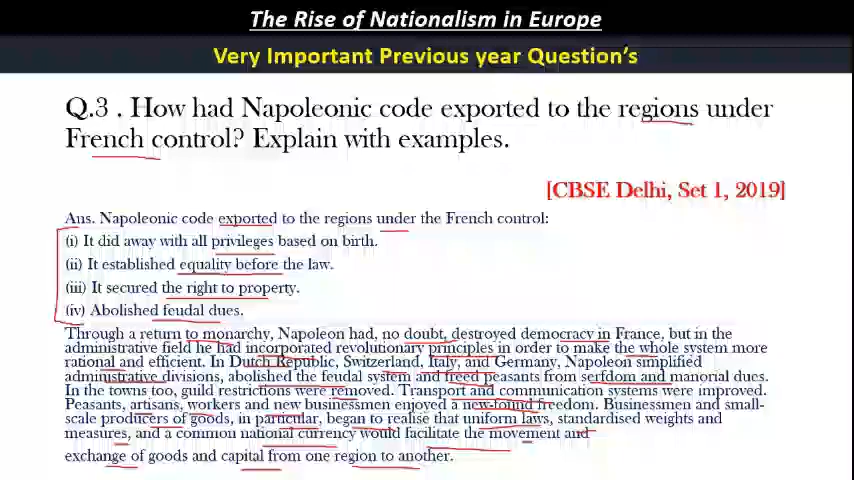 The Rise of Nationalism in Europe
Very Important Previous year Question's
Q.3 . How had Napoleonic code exported to the regions under
French control? Explain with examples.
[CBSE Delhi, Set 1, 2019]
Ans. Napoleonic code exported to the regions under the French control:
(i) It did away with all privileges based on birth.
(ii) It established equality before the law.
(iii) It secured the right to property.
(iv) Abolished feudal dues.
Through a return to monarchy, Napoleon had, no doubt, destroyed democracy in France, but in the
administrative field he had incorporated revolutionary principles in order to make the whole system more
rational and efficient. In Dutch Republic, Switzerland, Italy, and Germany, Napoleon simplified
administrative divisions, abolished the feudal system and freed peasants from serfdom and manorial dues.
In the towns too, guild restrictions were removed. Transport and communication systems were improved.
Peasants, artisans, workers and new businessmen enjoyed a new-found freedom. Businessmen and small-
scale producers of goods, in particular, began to realise that uniform laws, standardised weights and
measures, and a common national currency would facilitate the movement and
exchange of goods and capital from one region to another.